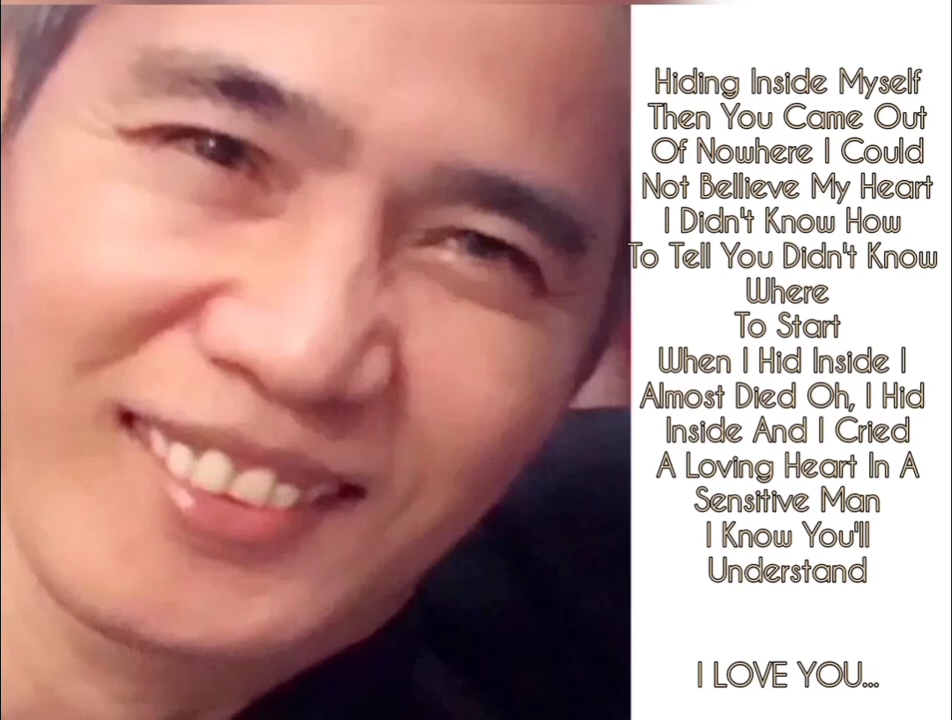 Hiding Inside Myself
Then You Came Out
Of Nowhere I Could
Not Bellieve My Heart
I Didn't Know How
To Tell You Didn't Know
Where
To Start
When I Hid Inside I
Almost Died Oh, I Hid
Inside And I Cried
A Loving Heart In A
Sensitive Man
I Know You'll
Understand
I LOVE YOU...